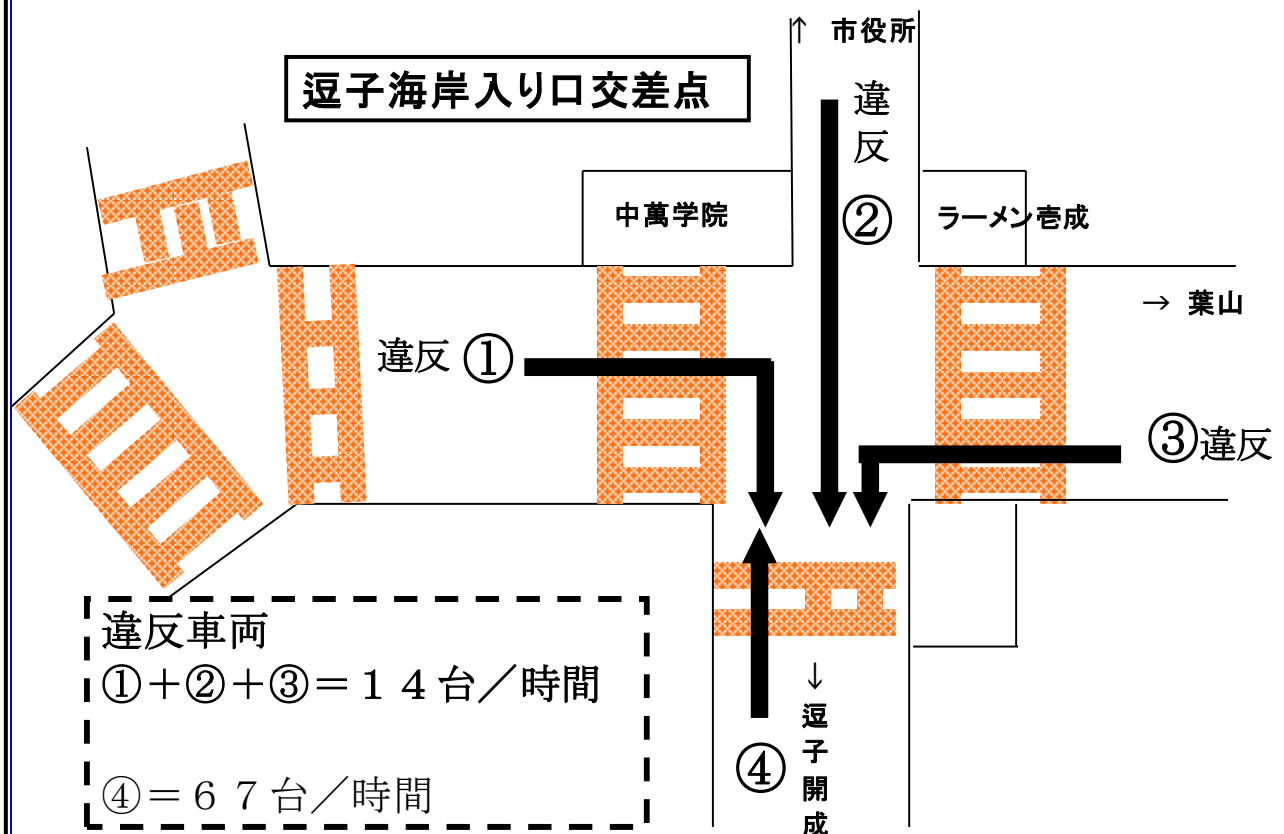 ↑ 市役所
逗子海岸入り口交差点
違反
②
中萬学院
ラーメン壱成
→ 葉山
違反 ①
③違反
違反車両
①+②+③=14台/時間
④=67台/時間
④
↓逗子開成